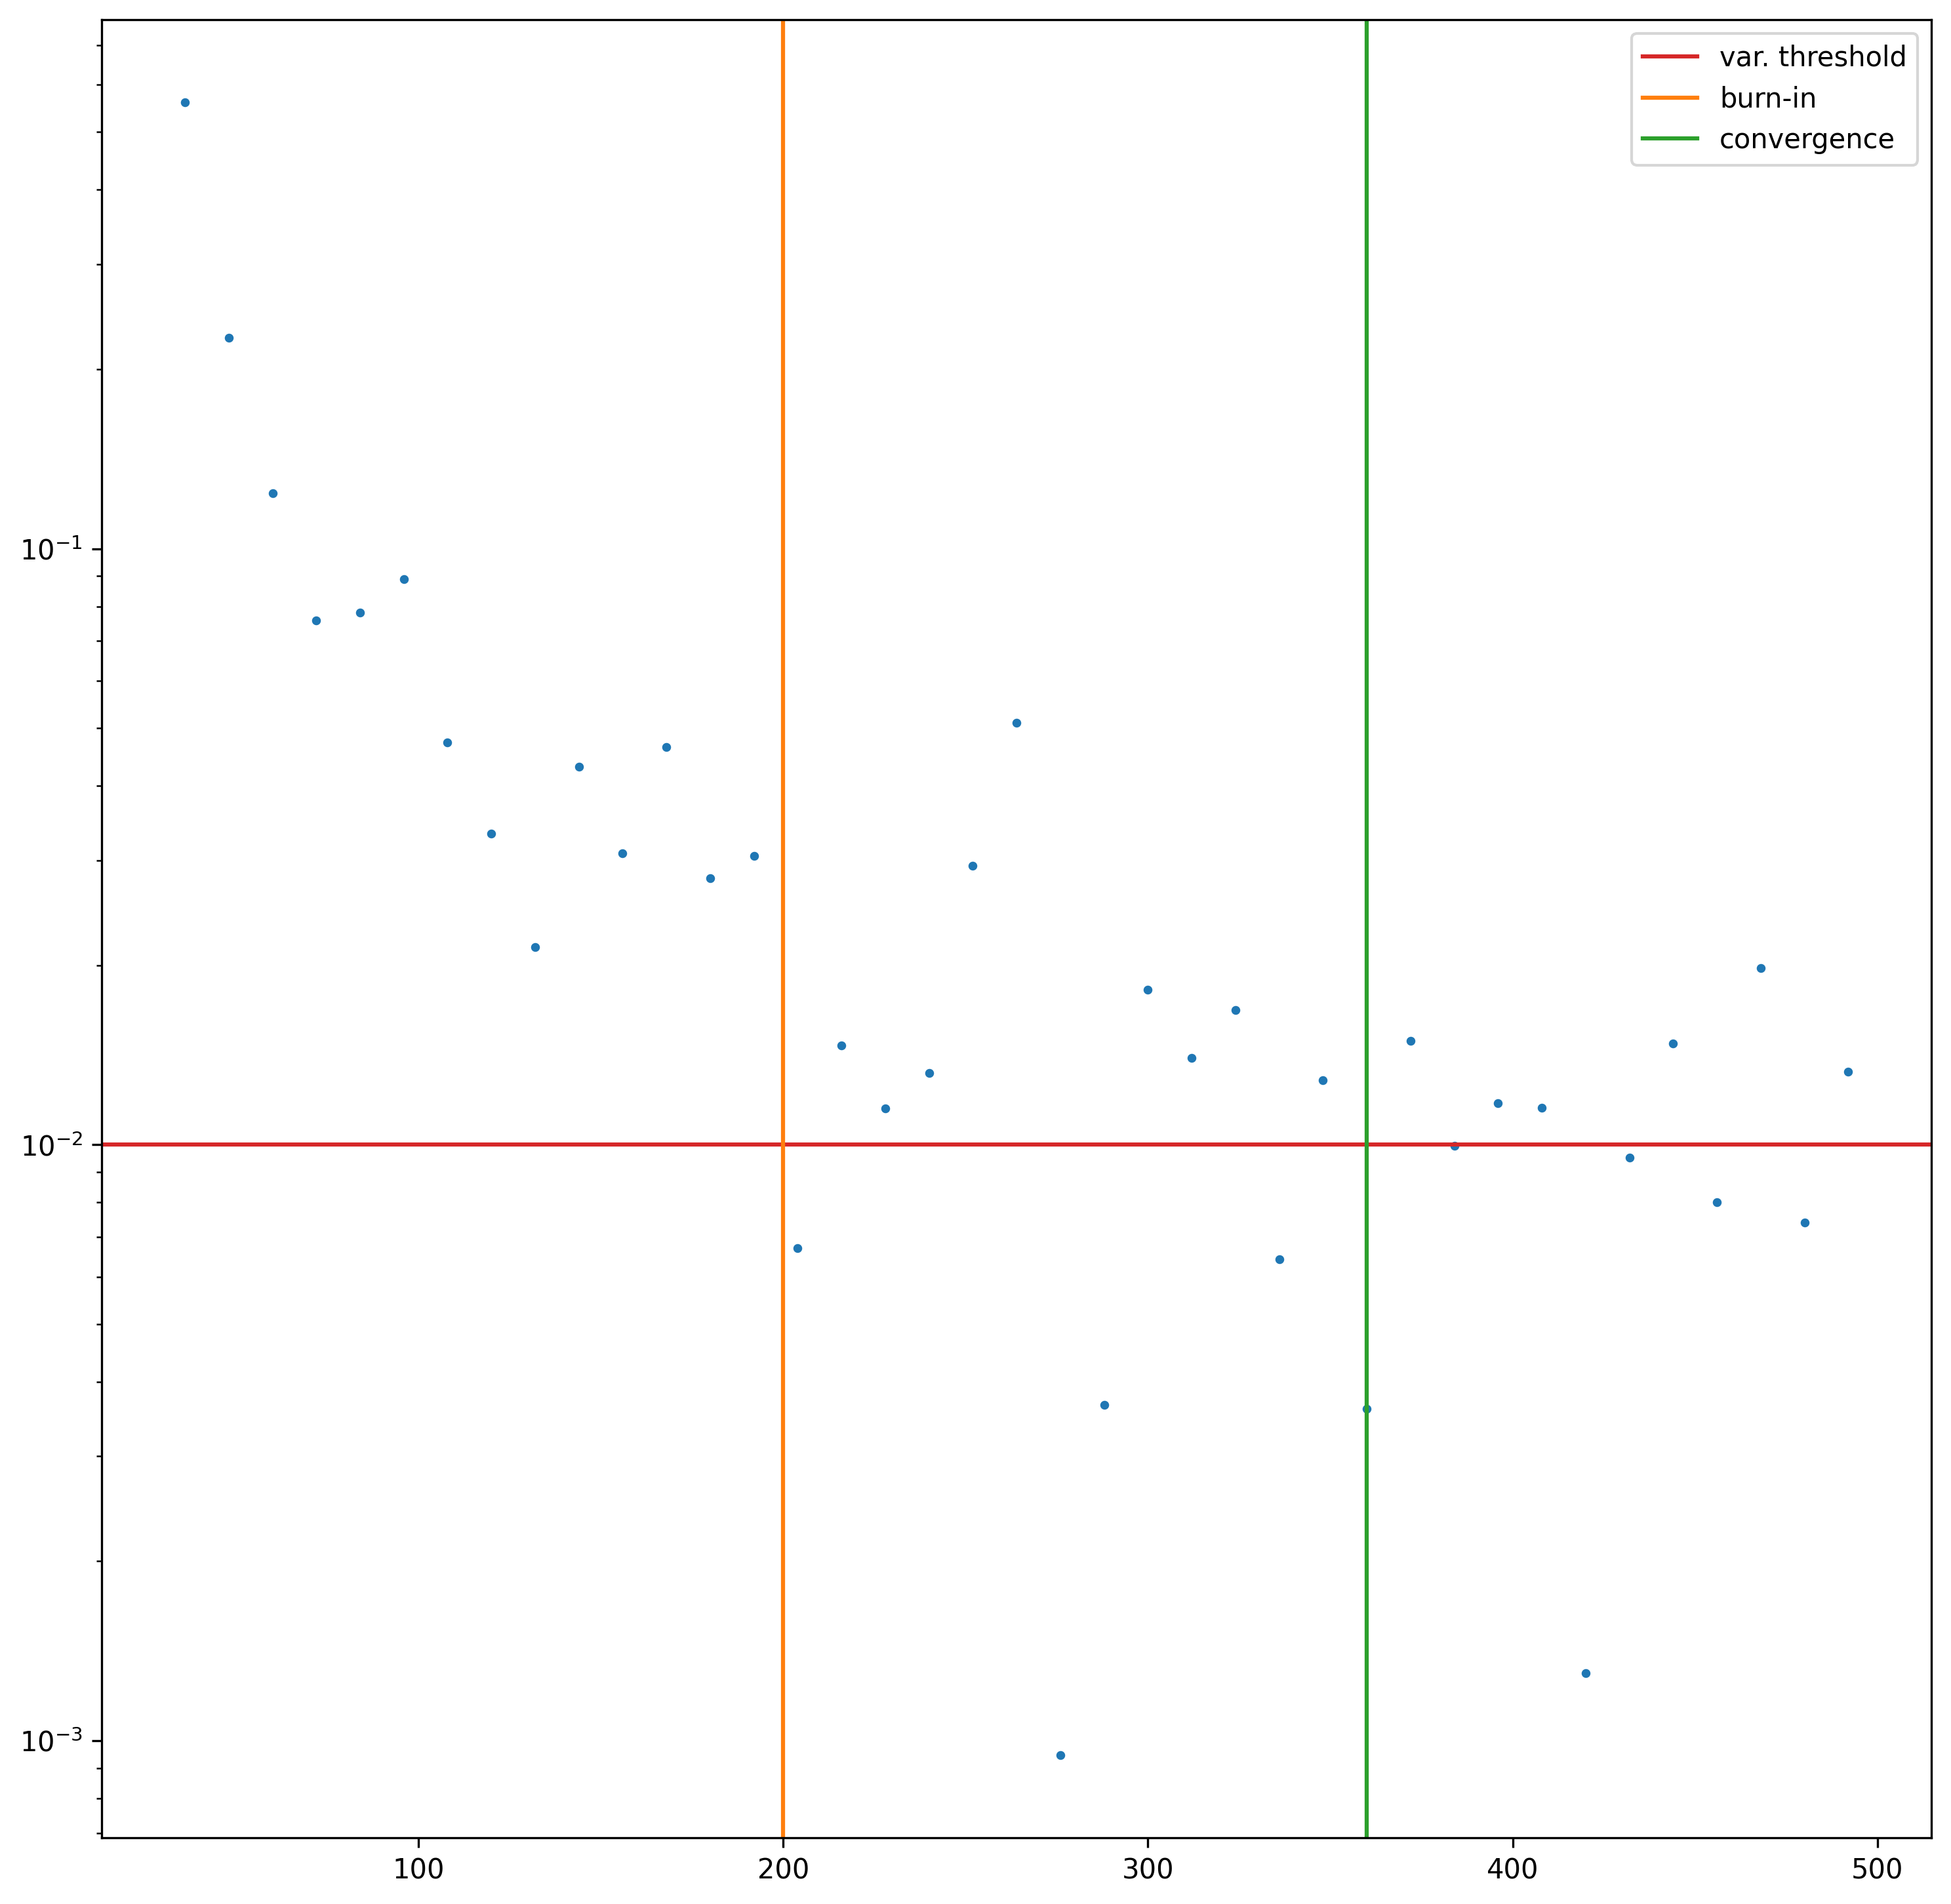 var. threshold
burn-in
convergence
10⁻¹
10⁻²
10⁻³
100 200 300 400 500